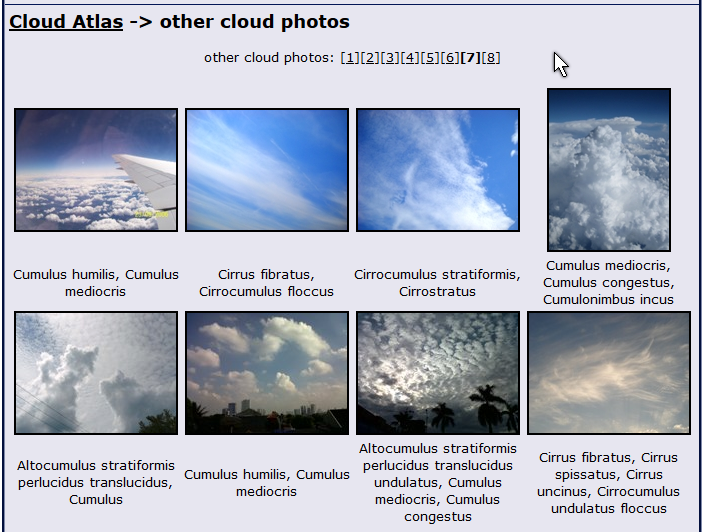 Cloud Atlas -> other cloud photos
other cloud photos: [1][2][3][4][5][6][7][8]
Cumulus humilis, Cumulus
mediocris
Cirrus fibratus,
Cirrocumulus floccus
Cirrocumulus stratiformis,
Cirrostratus
Cumulus mediocris,
Cumulus congestus,
Cumulonimbus incus
Altocumulus stratiformis
perlucidus translucidus,
Cumulus
Cumulus humilis, Cumulus
mediocris
Altocumulus stratiformis
perlucidus translucidus
undulatus, Cumulus
mediocris, Cumulus
congestus
Cirrus fibratus, Cirrus
spissatus, Cirrus
uncinus, Cirrocumulus
undulatus floccus